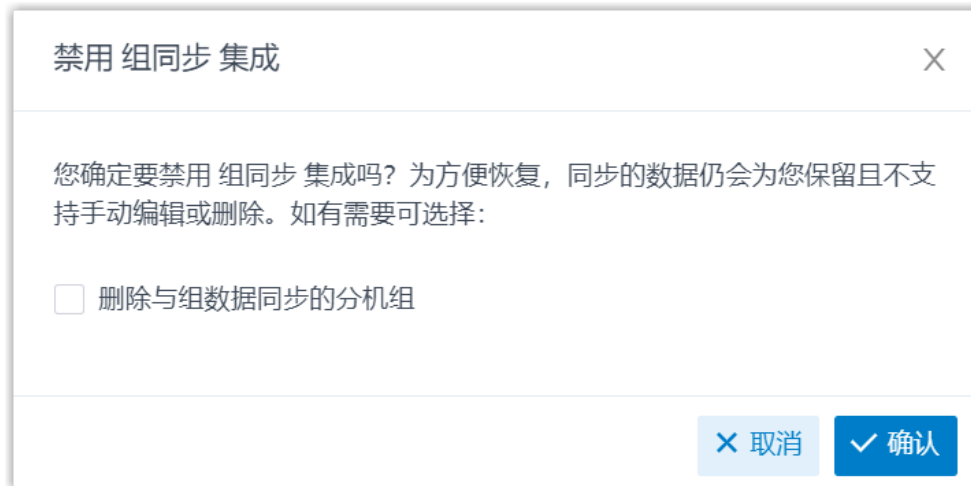 禁用 组同步 集成
您确定要禁用 组同步 集成吗？为方便恢复，同步的数据仍会为您保留且不支
持手动编辑或删除。如有需要可选择：
删除与组数据同步的分机组
取消
确认